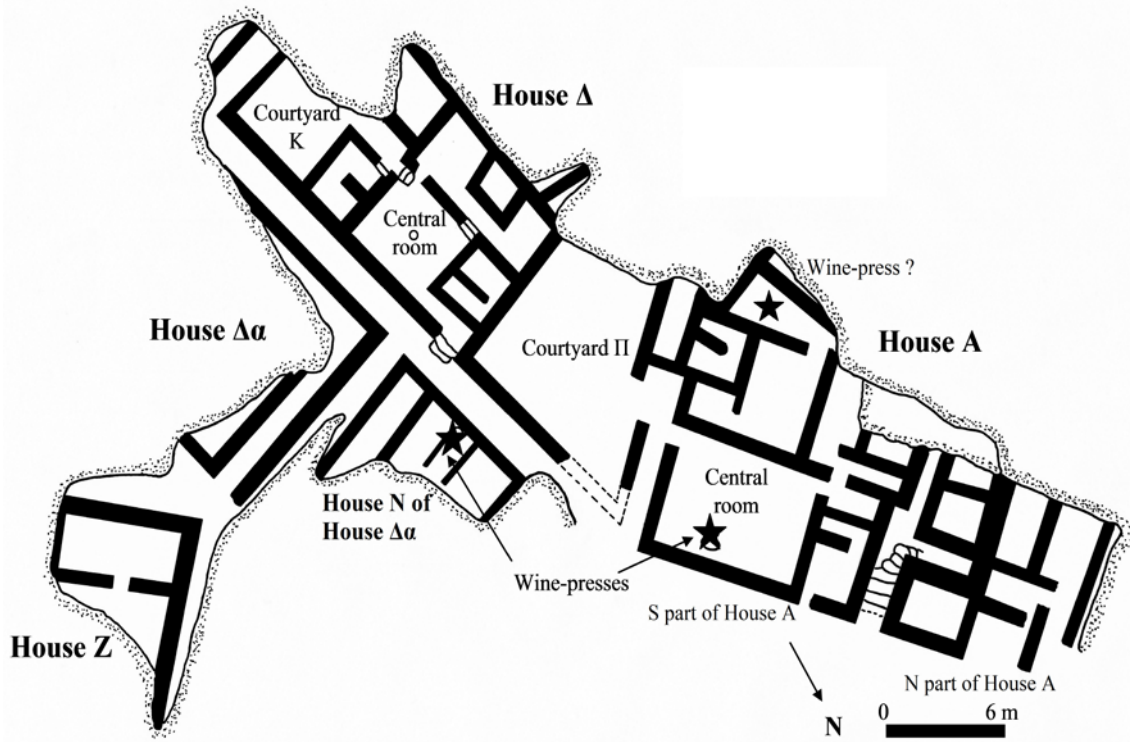 House Δ
Courtyard
K
Central
room
Wine-press ?
House Δα
Courtyard Π
House A
Central
room
House N of
House Δα
Wine-presses
S part of House A
House Z
N part of House A
N
0 6 m